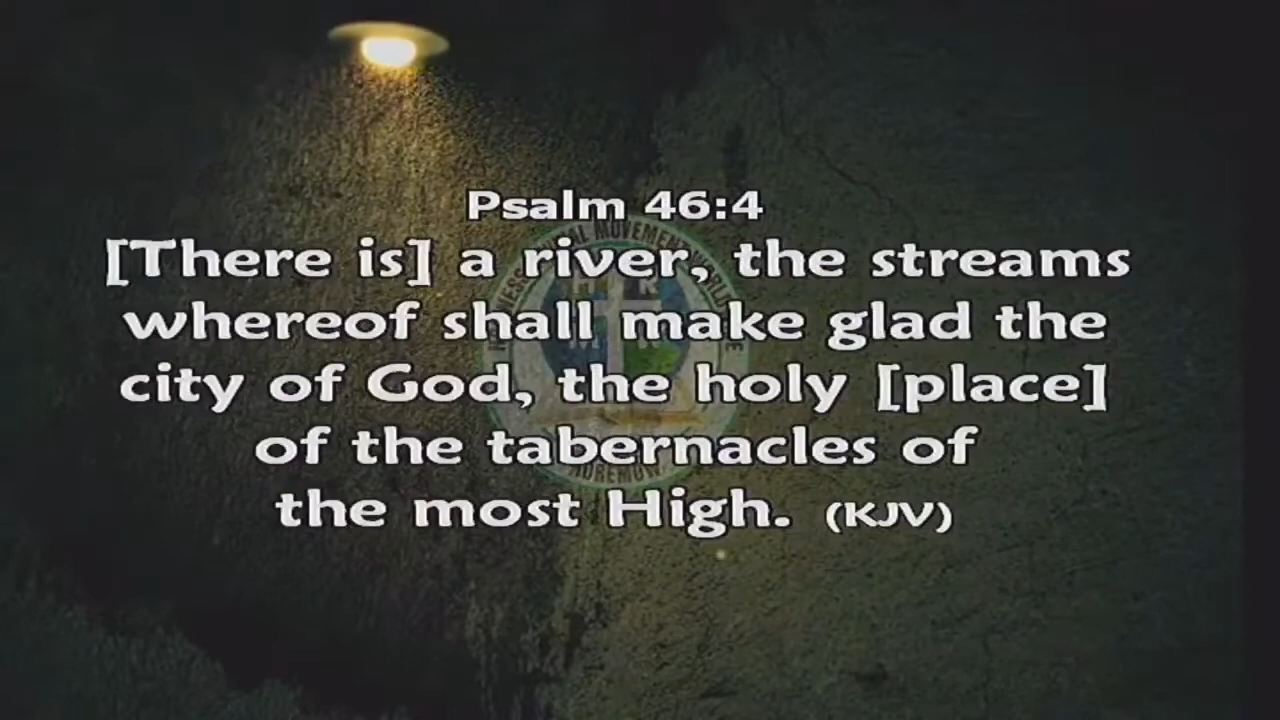 Psalm 46:4
[There is] a river, the streams
whereof shall make glad the
city of God, the holy [place]
of the tabernacles of
the most High. (KJV)